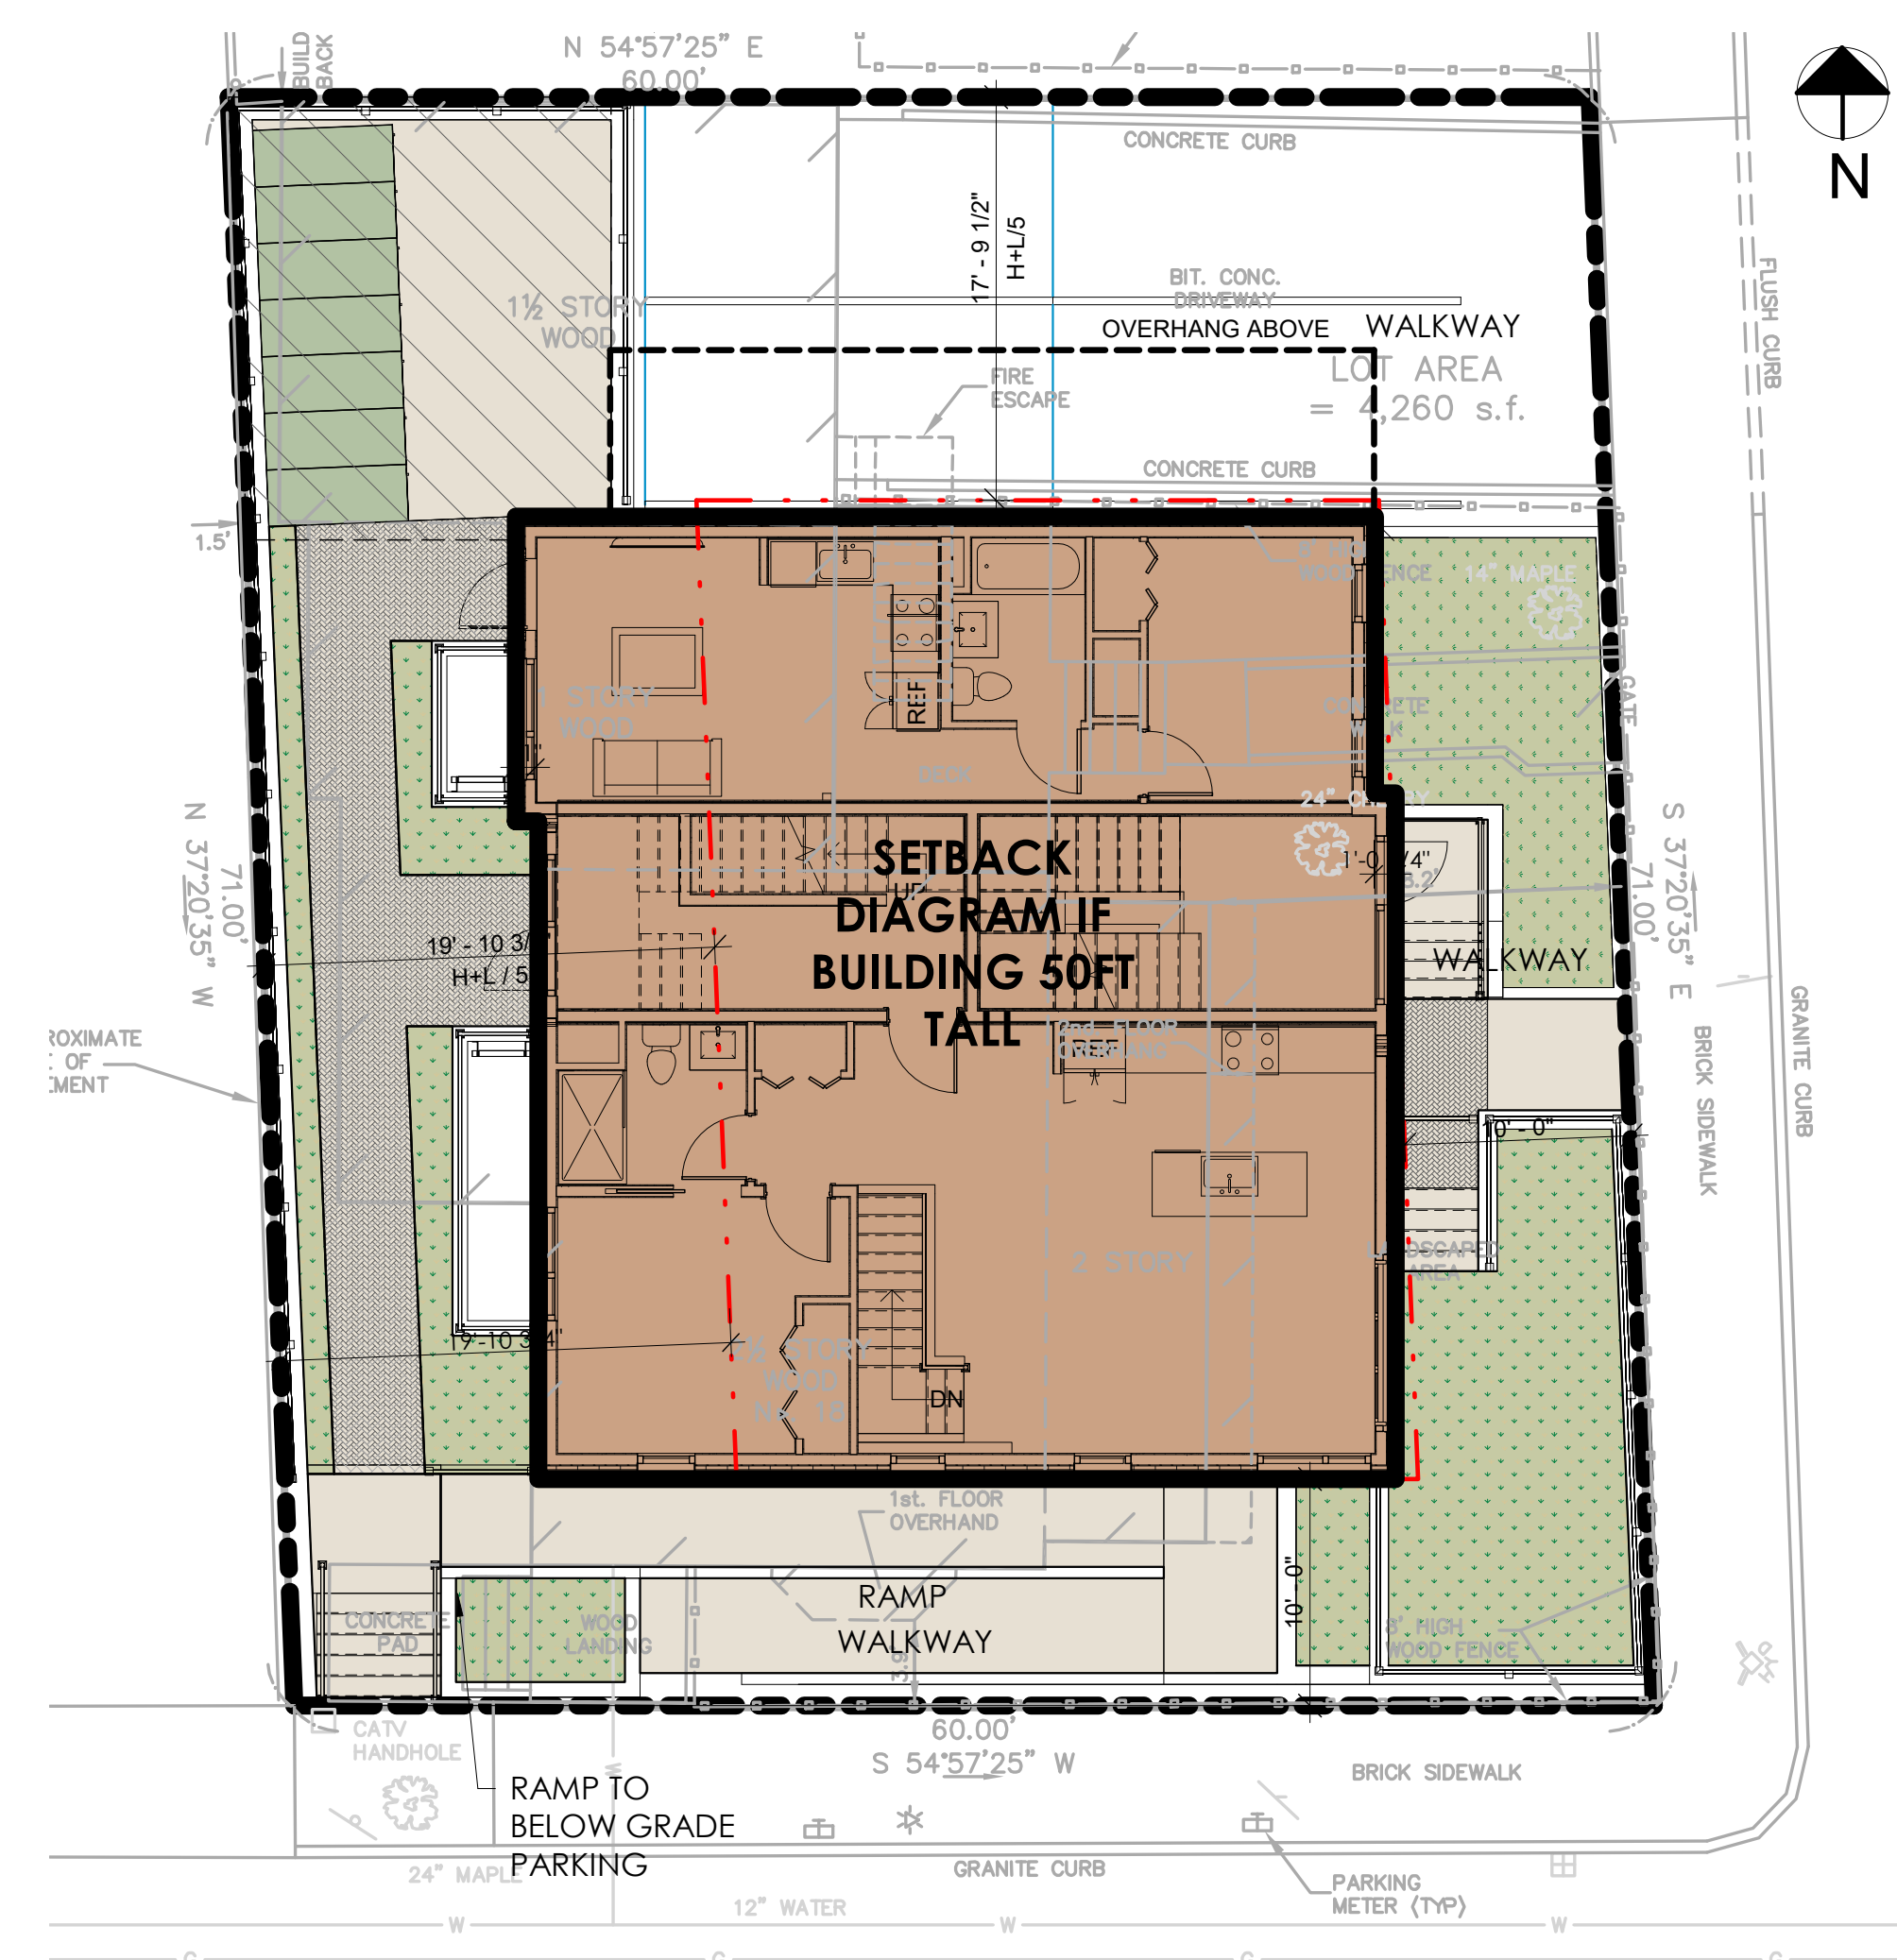 BUILD
BACK
N 54°57'25" E
60.00'
N
CONCRETE CURB
17' - 9 1/2"
H+L/5
BIT. CONC.
DRIVEWAY
1½ STORY
WOOD
OVERHANG ABOVE
WALKWAY
FLUSH CURB
LOT AREA
= 4,260 s.f.
FIRE
ESCAPE
CONCRETE CURB
1.5'
14" MAPLE
1 STORY
WOOD
REF
GATE
DECK
24"
N 37°20'35" W
71.00'
S 37°20'35" E
71.00'
SETBACK
DIAGRAM IF
BUILDING 50FT
TALL
UP
19' - 10 3/
H+L / 5
WALKWAY
GRANITE CURB
BRICK SIDEWALK
ROXIMATE
OF
EMENT
2nd. FLOOR
OVERHANG
REF
10' - 0"
2 STORY
AREA
19'-10 3/4"
½ STORY
WOOD
DN
1st. FLOOR
OVERHAND
10' - 0"
RAMP
WALKWAY
CONCRETE
PAD
WOOD
LANDING
3.9'
8' HIGH
WOOD FENCE
60.00'
S 54°57'25" W
CATV
HANDHOLE
W
BRICK SIDEWALK
RAMP TO
BELOW GRADE
PARKING
24" MAPLE
GRANITE CURB
PARKING
METER (TYP)
12" WATER
W
W
W